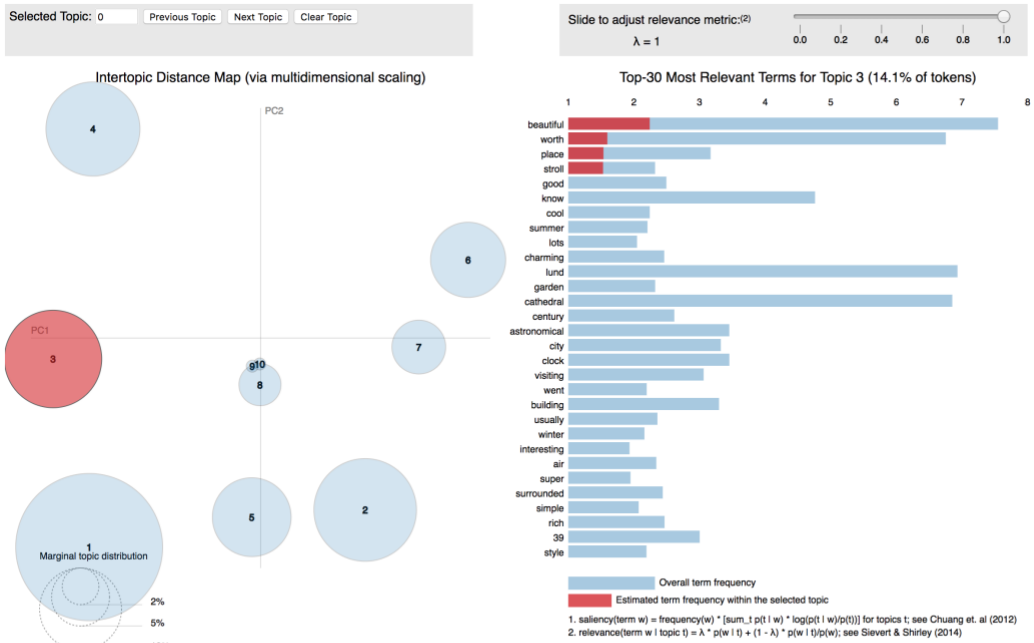 Selected Topic: 0 Previous Topic Next Topic Clear Topic
Slide to adjust relevance metric:(2)
λ = 1
0.0 0.2 0.4 0.6 0.8 1.0
Intertopic Distance Map (via multidimensional scaling)
PC2
PC1
4
6
3
7
9
10
8
5
2
1
Marginal topic distribution
2%
5%
Top-30 Most Relevant Terms for Topic 3 (14.1% of tokens)
1 2 3 4 5 6 7 8
beautiful
worth
place
stroll
good
know
cool
summer
lots
charming
lund
garden
cathedral
century
astronomical
city
clock
visiting
went
building
usually
winter
interesting
air
super
surrounded
simple
rich
39
style
Overall term frequency
Estimated term frequency within the selected topic
1. saliency(term w) = frequency(w) * [sum_t p(t | w) * log(p(t | w)/p(t))] for topics t; see Chuang et. al (2012)
2. relevance(term w | topic t) = λ * p(w | t) + (1 - λ) * p(w | t)/p(w); see Sievert & Shirley (2014)